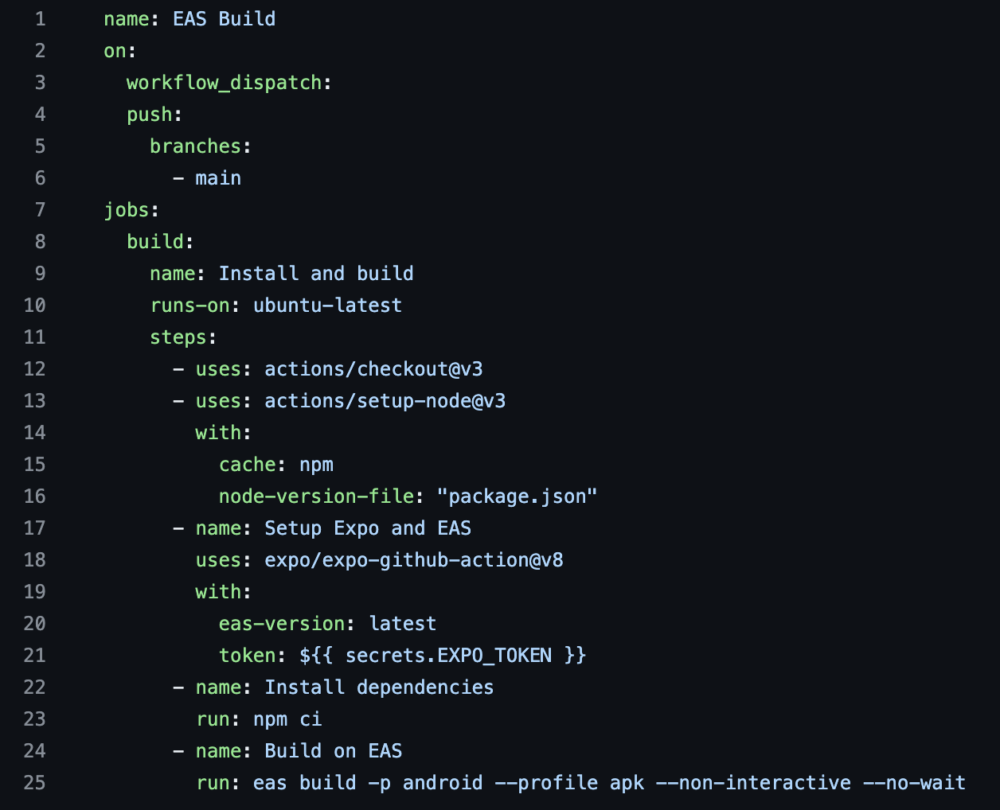 1 name: EAS Build
2 on:
3   workflow_dispatch:
4   push:
5     branches:
6       - main
7 jobs:
8   build:
9     name: Install and build
10     runs-on: ubuntu-latest
11     steps:
12       - uses: actions/checkout@v3
13       - uses: actions/setup-node@v3
14         with:
15           cache: npm
16           node-version-file: "package.json"
17       - name: Setup Expo and EAS
18         uses: expo/expo-github-action@v8
19         with:
20           eas-version: latest
21           token: ${{ secrets.EXPO_TOKEN }}
22       - name: Install dependencies
23         run: npm ci
24       - name: Build on EAS
25         run: eas build -p android --profile apk --non-interactive --no-wait